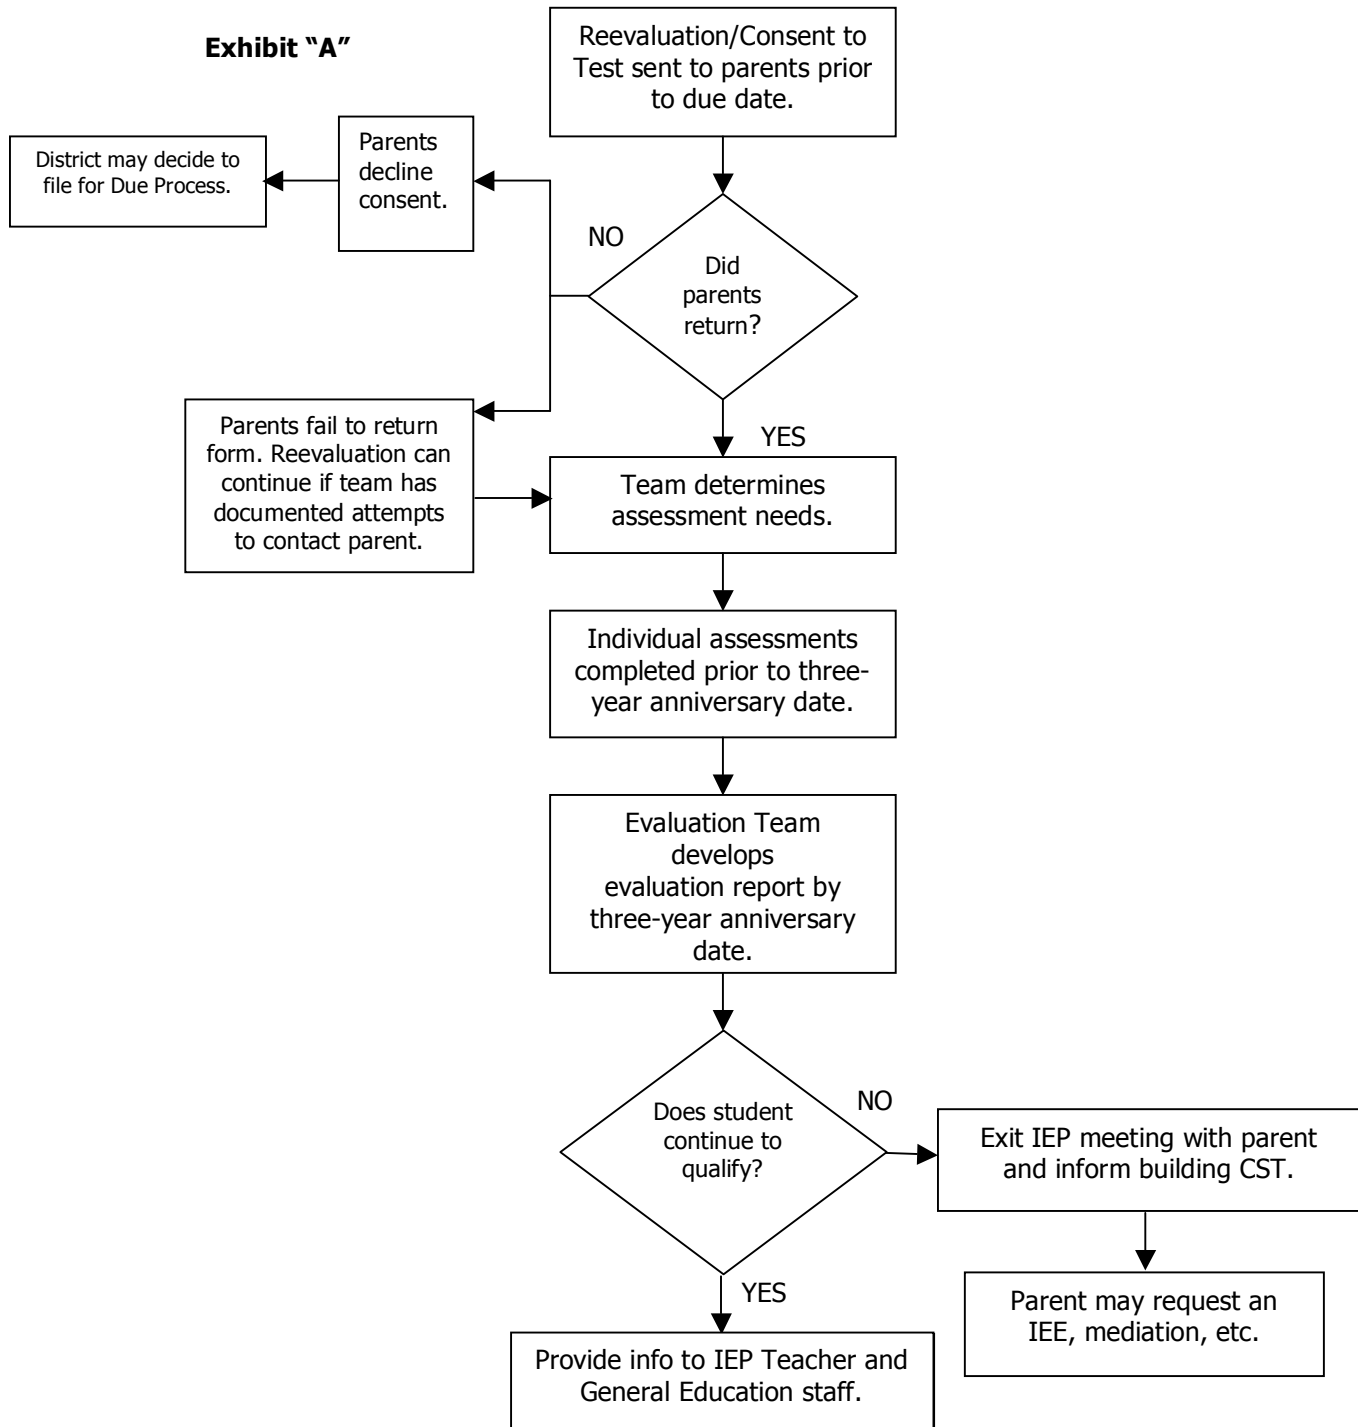 Exhibit “A”
Reevaluation/Consent to
Test sent to parents prior
to due date.
Parents
decline
consent.
District may decide to
file for Due Process.
NO
Did
parents
return?
YES
Parents fail to return
form. Reevaluation can
continue if team has
documented attempts
to contact parent.
Team determines
assessment needs.
Individual assessments
completed prior to three-
year anniversary date.
Evaluation Team
develops
evaluation report by
three-year anniversary
date.
Does student
continue to
qualify?
NO
Exit IEP meeting with parent
and inform building CST.
YES
Parent may request an
IEE, mediation, etc.
Provide info to IEP Teacher and
General Education staff.